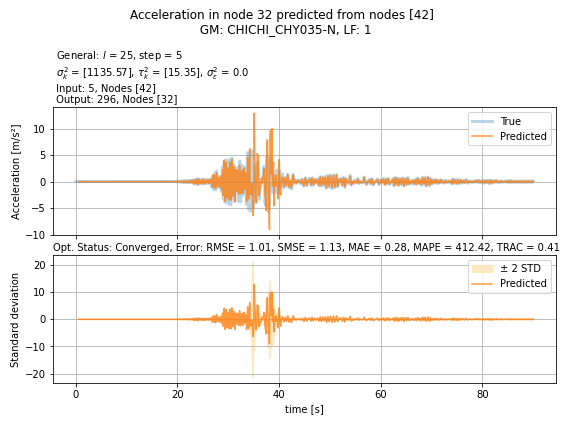 Acceleration in node 32 predicted from nodes [42]
GM: CHICHI_CHY035-N, LF: 1
General: l = 25, step = 5
σ²ₖ = [1135.57], τ²ₖ = [15.35], σ²ε = 0.0
Input: 5, Nodes [42]
Output: 296, Nodes [32]
Acceleration [m/s²]
10
5
0
−5
−10
True
Predicted
Opt. Status: Converged, Error: RMSE = 1.01, SMSE = 1.13, MAE = 0.28, MAPE = 412.42, TRAC = 0.41
Standard deviation
20
10
0
−10
−20
± 2 STD
Predicted
0 20 40 60 80
time [s]